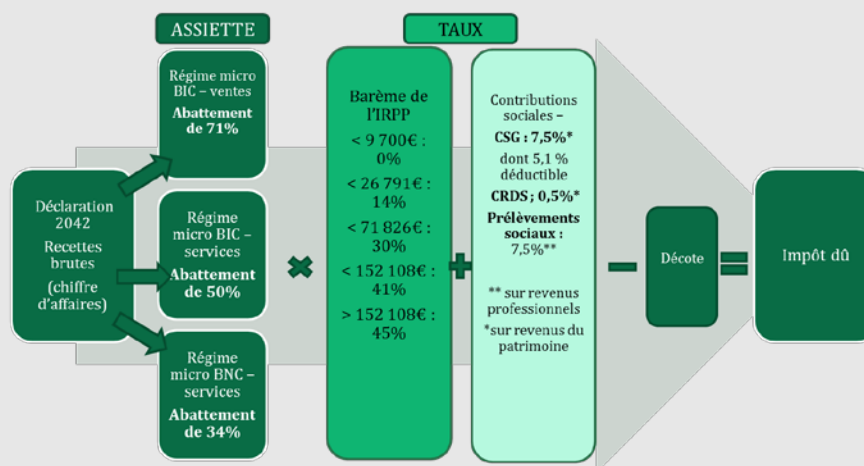 ASSIETTE
TAUX
Déclaration
2042
Recettes
brutes
(chiffre
d'affaires)
Régime micro
BIC – ventes
Abattement
de 71%
Régime
micro BIC –
services
Abattement
de 50%
Régime
micro BNC –
services
Abattement
de 34%
Barème de
l'IRPP
< 9 700€ :
0%
< 26 791€ :
14%
< 71 826€ :
30%
< 152 108€ :
41%
> 152 108€ :
45%
Contributions
sociales –
CSG : 7,5%*
dont 5,1 %
déductible
CRDS ; 0,5%*
Prélèvements
sociaux :
7,5%**
** sur revenus
professionnels
*sur revenus du
patrimoine
Décote
Impôt dû